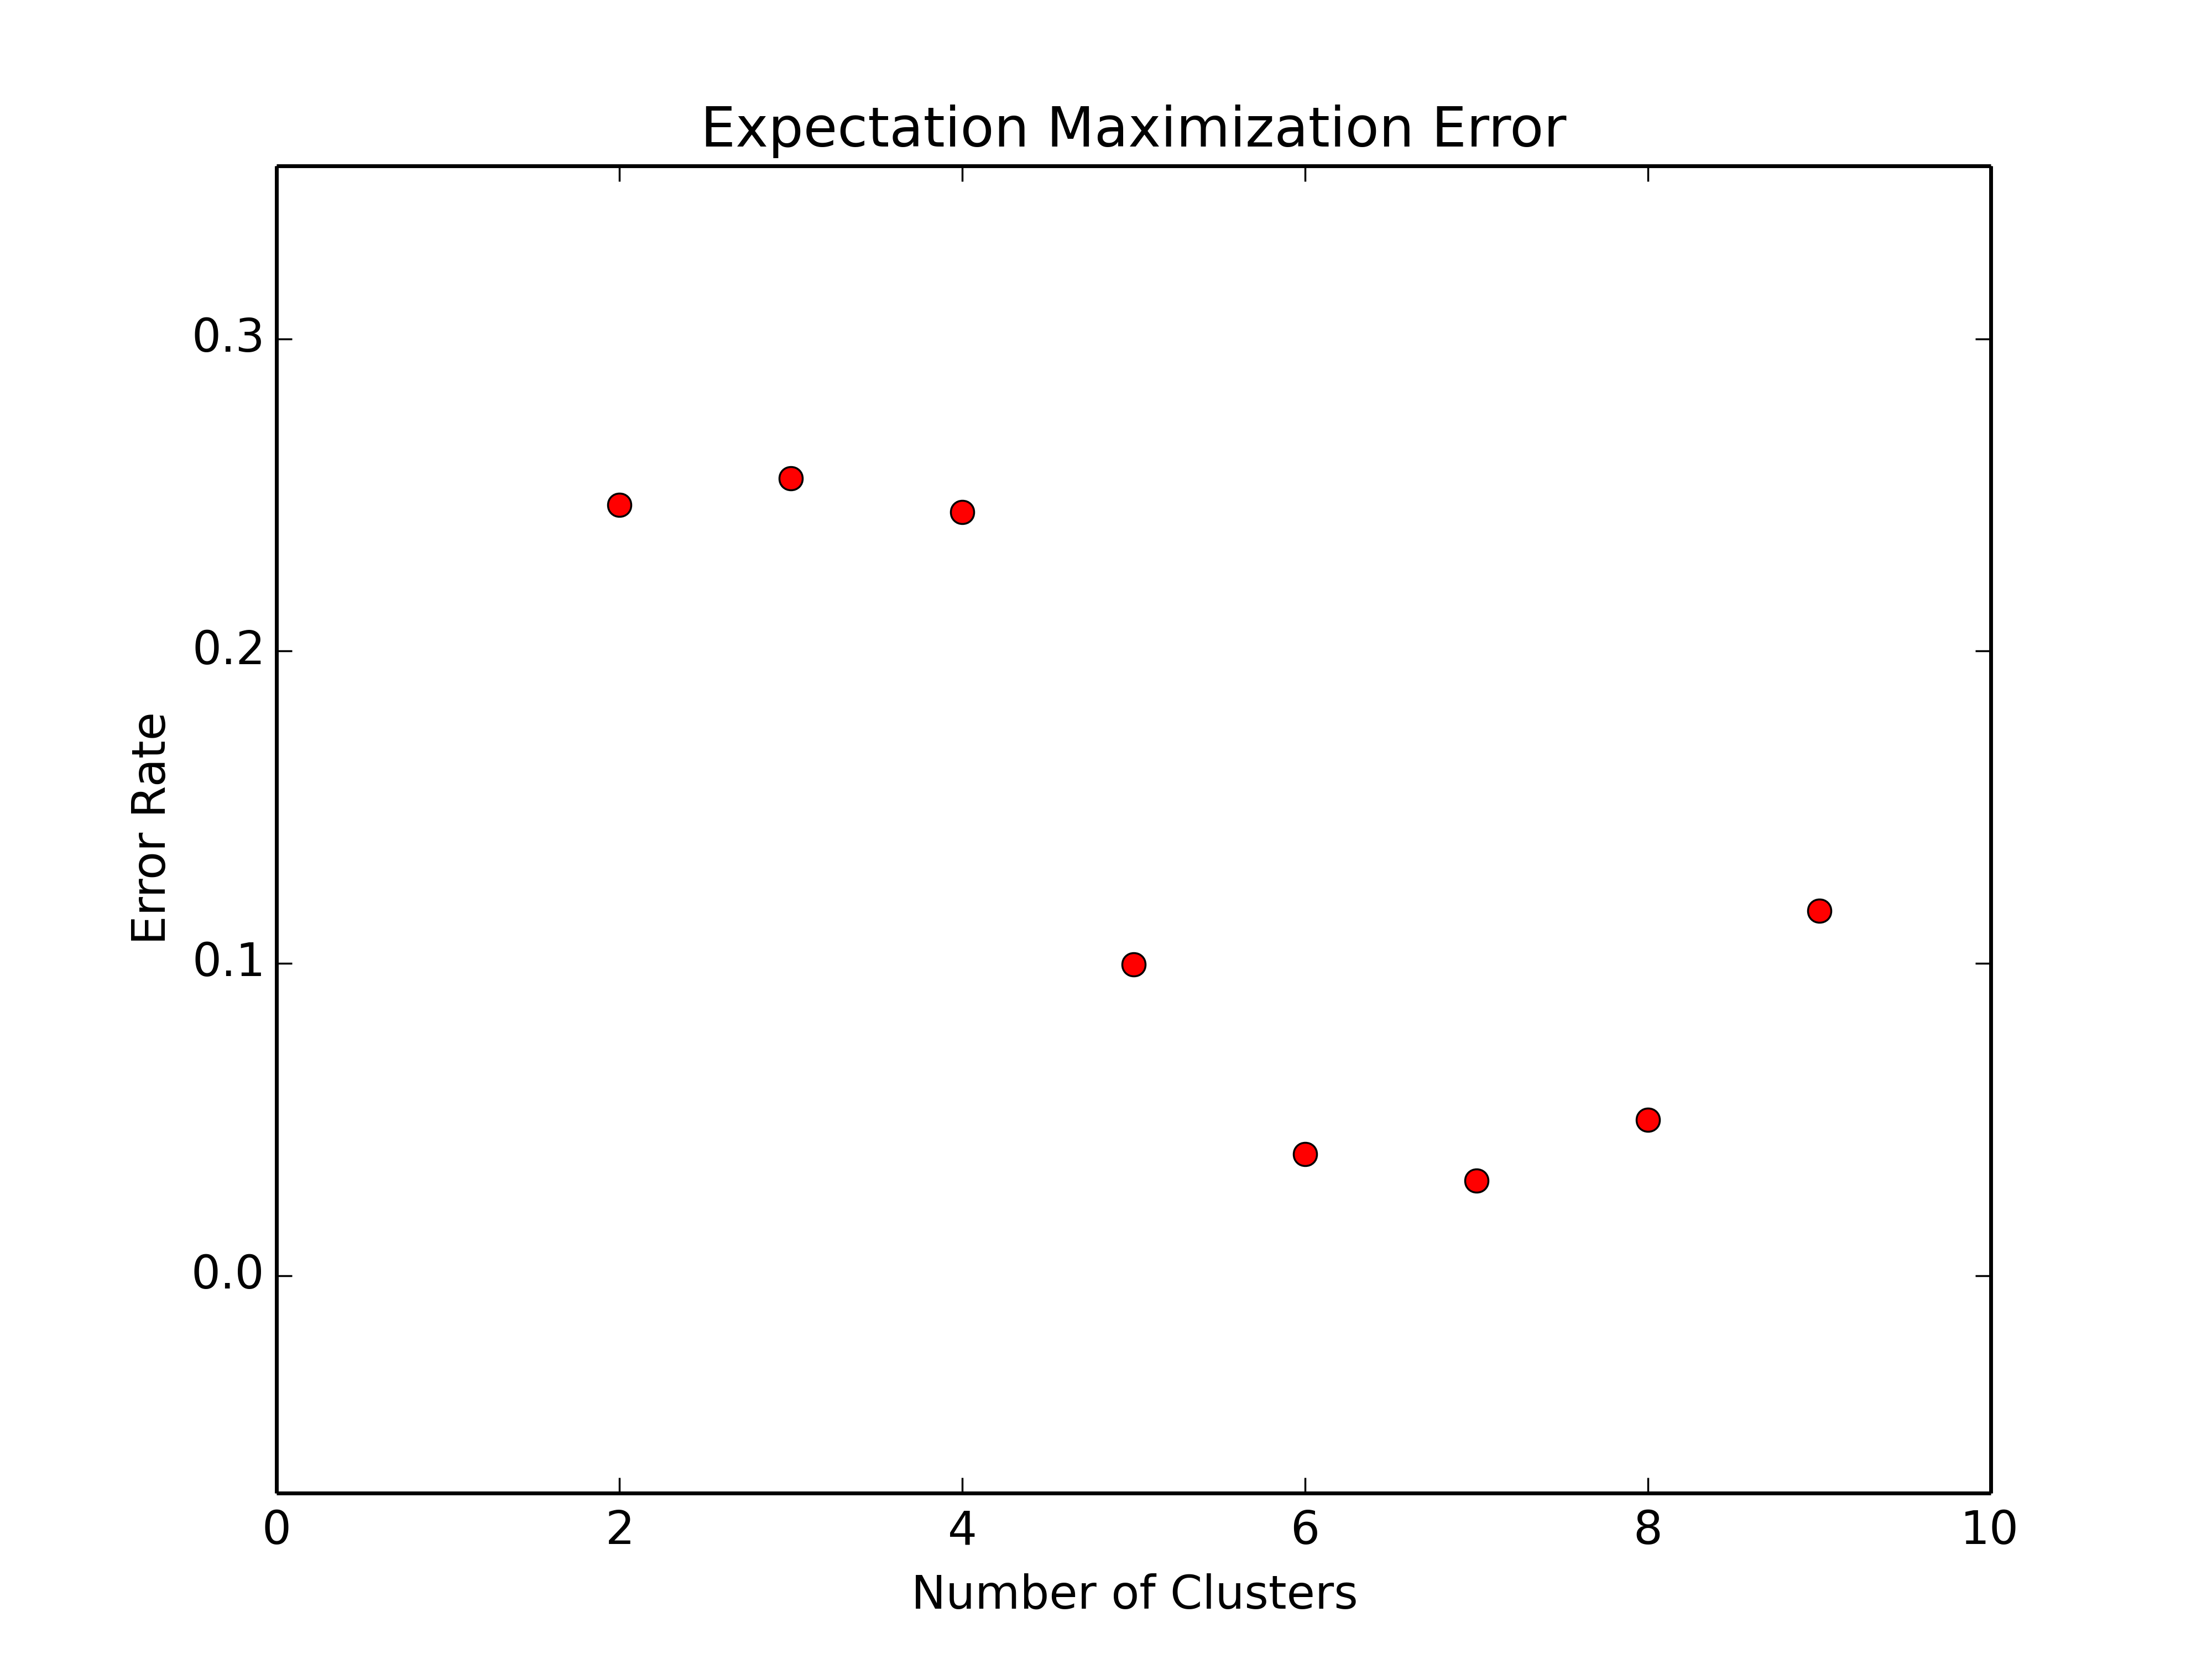 Expectation Maximization Error
0.3
0.2
0.1
0.0
Error Rate
0 2 4 6 8 10
Number of Clusters